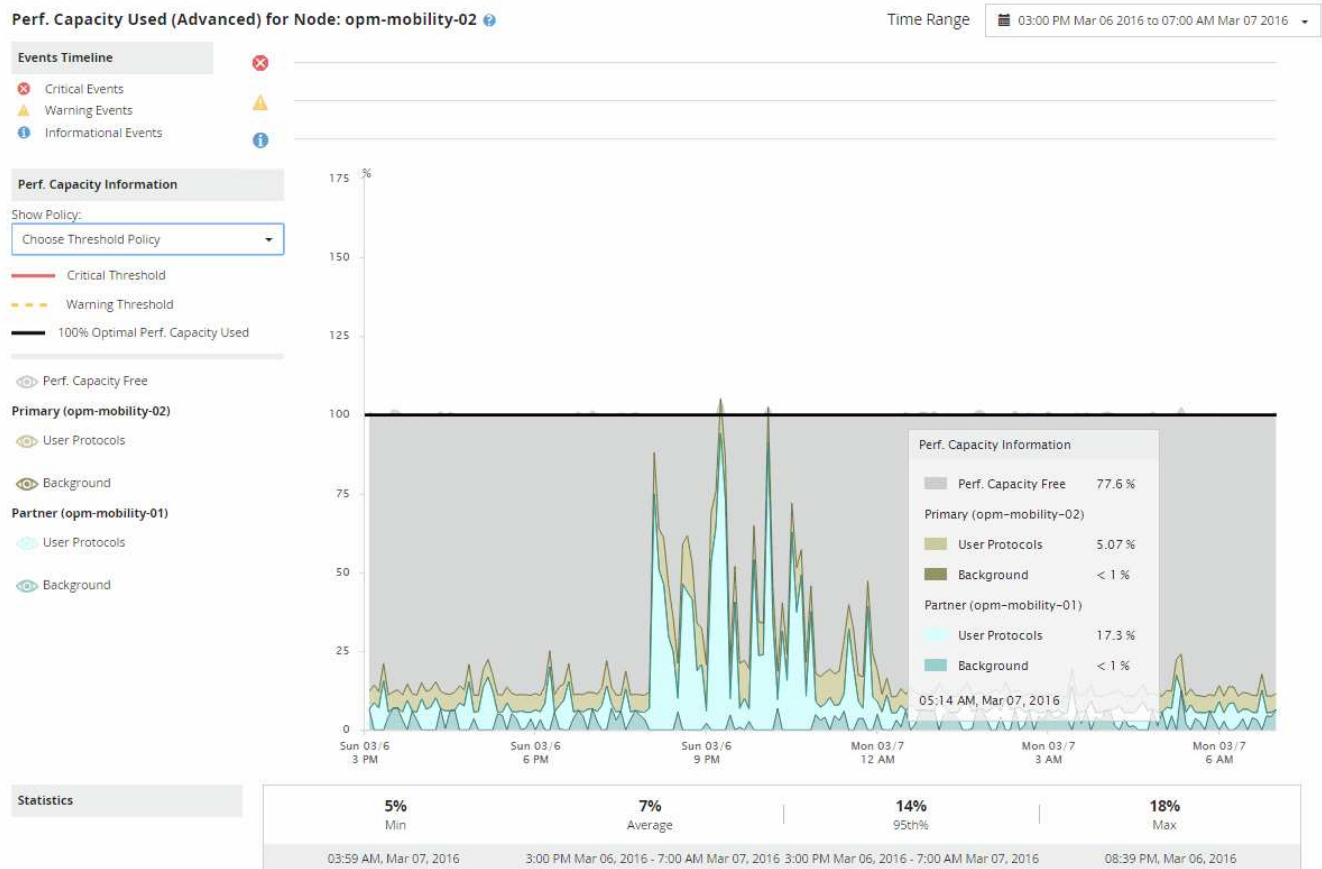 Perf. Capacity Used (Advanced) for Node: opm-mobility-02 ?
Time Range 03:00 PM Mar 06 2016 to 07:00 AM Mar 07 2016
Events Timeline
Critical Events
Warning Events
Informational Events
Perf. Capacity Information
Show Policy:
Choose Threshold Policy
Critical Threshold
Warning Threshold
100% Optimal Perf. Capacity Used
Perf. Capacity Free
Primary (opm-mobility-02)
User Protocols
Background
Partner (opm-mobility-01)
User Protocols
Background
%
175
150
125
100
75
50
25
0
Sun 03/6 Sun 03/6 Sun 03/6 Mon 03/7 Mon 03/7 Mon 03/7
3 PM 6 PM 9 PM 12 AM 3 AM 6 AM
Perf. Capacity Information
Perf. Capacity Free 77.6 %
Primary (opm-mobility-02)
User Protocols 5.07 %
Background < 1 %
Partner (opm-mobility-01)
User Protocols 17.3 %
Background < 1 %
05:14 AM, Mar 07, 2016
Statistics
5% 7% 14% 18%
Min Average 95th% Max
03:59 AM, Mar 07, 2016 3:00 PM Mar 06, 2016 - 7:00 AM Mar 07, 2016 3:00 PM Mar 06, 2016 - 7:00 AM Mar 07, 2016 08:39 PM, Mar 06, 2016